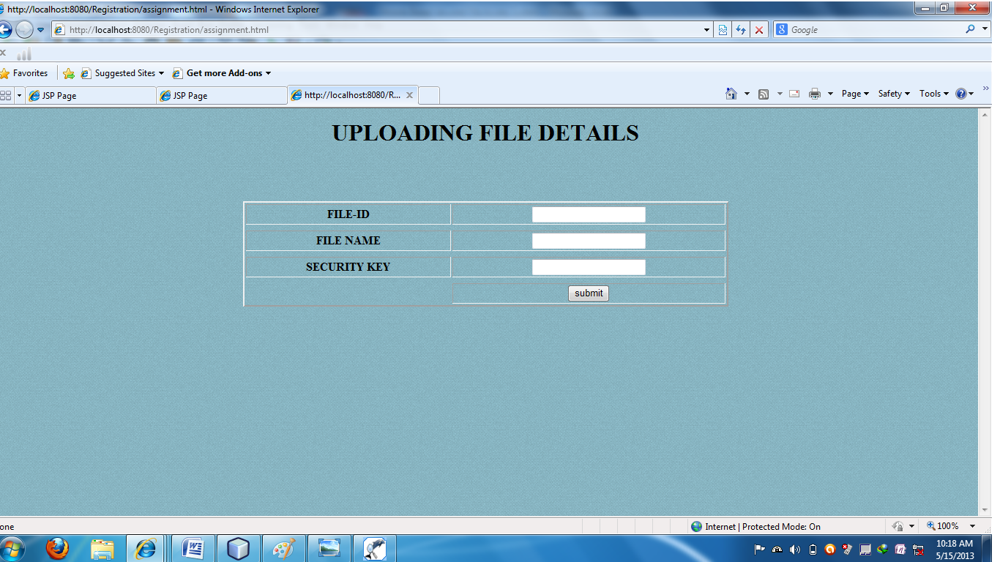 http://localhost:8080/Registration/assignment.html - Windows Internet Explorer
http://localhost:8080/Registration/assignment.html
Google
Favorites Suggested Sites Get more Add-ons
JSP Page JSP Page http://localhost:8080/R... Page Safety Tools
UPLOADING FILE DETAILS
FILE-ID
FILE NAME
SECURITY KEY
submit
one Internet | Protected Mode: On 100%
10:18 AM
5/15/2013